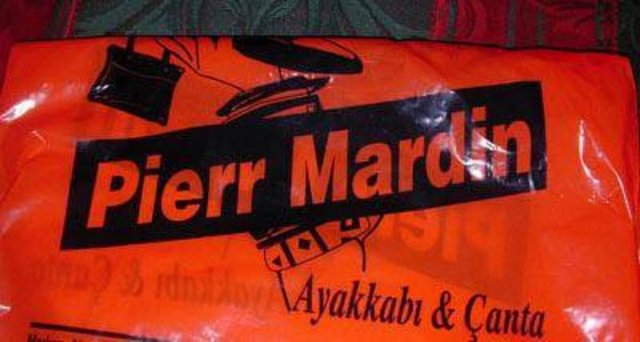 Pierr Mardin
Ayakkabı & Çanta